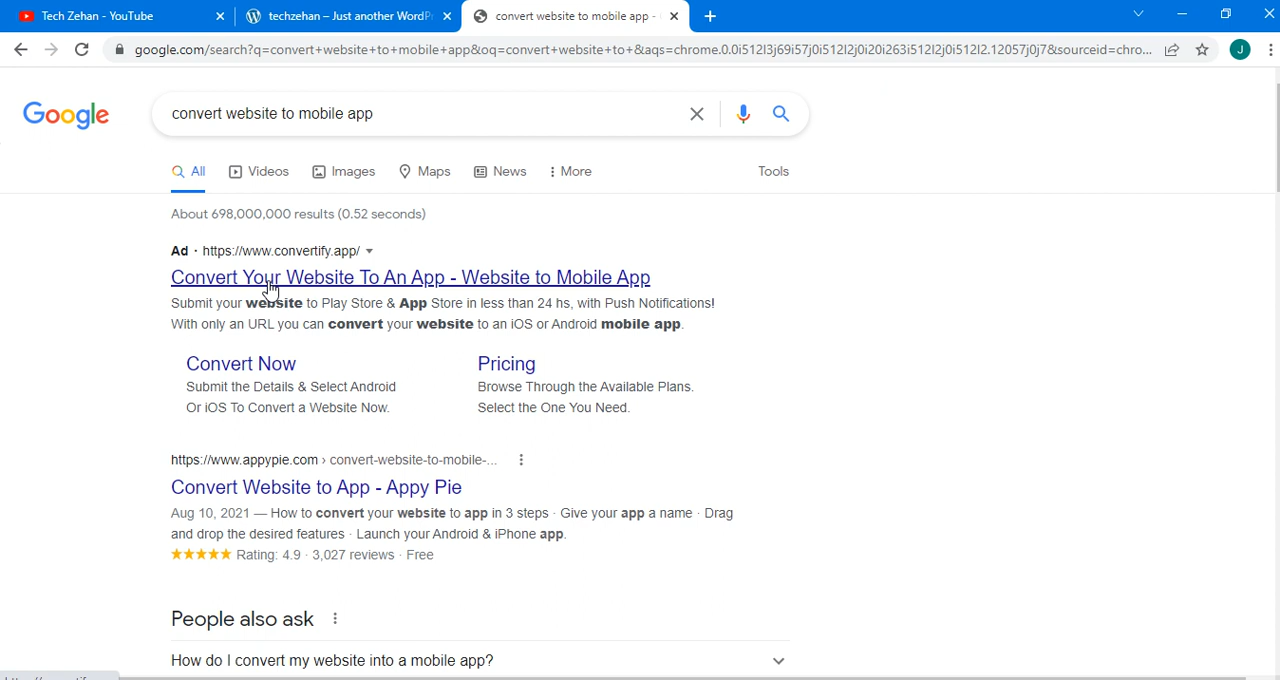 Tech Zehan - YouTube
techzehan – Just another WordP
convert website to mobile app -
google.com/search?q=convert+website+to+mobile+app&oq=convert+website+to+&aqs=chrome.0.0i512l3j69i57j0i512l2j0i20i263i512l2j0i512l2.12057j0j7&sourceid=chro...
J
Google
convert website to mobile app
All
Videos
Images
Maps
News
More
Tools
About 698,000,000 results (0.52 seconds)
Ad · https://www.convertify.app/
Convert Your Website To An App - Website to Mobile App
Submit your website to Play Store & App Store in less than 24 hs, with Push Notifications!
With only an URL you can convert your website to an iOS or Android mobile app.
Convert Now
Submit the Details & Select Android
Or iOS To Convert a Website Now.
Pricing
Browse Through the Available Plans.
Select the One You Need.
https://www.appypie.com › convert-website-to-mobile-...
Convert Website to App - Appy Pie
Aug 10, 2021 — How to convert your website to app in 3 steps · Give your app a name · Drag
and drop the desired features · Launch your Android & iPhone app.
Rating: 4.9 · 3,027 reviews · Free
People also ask
How do I convert my website into a mobile app?